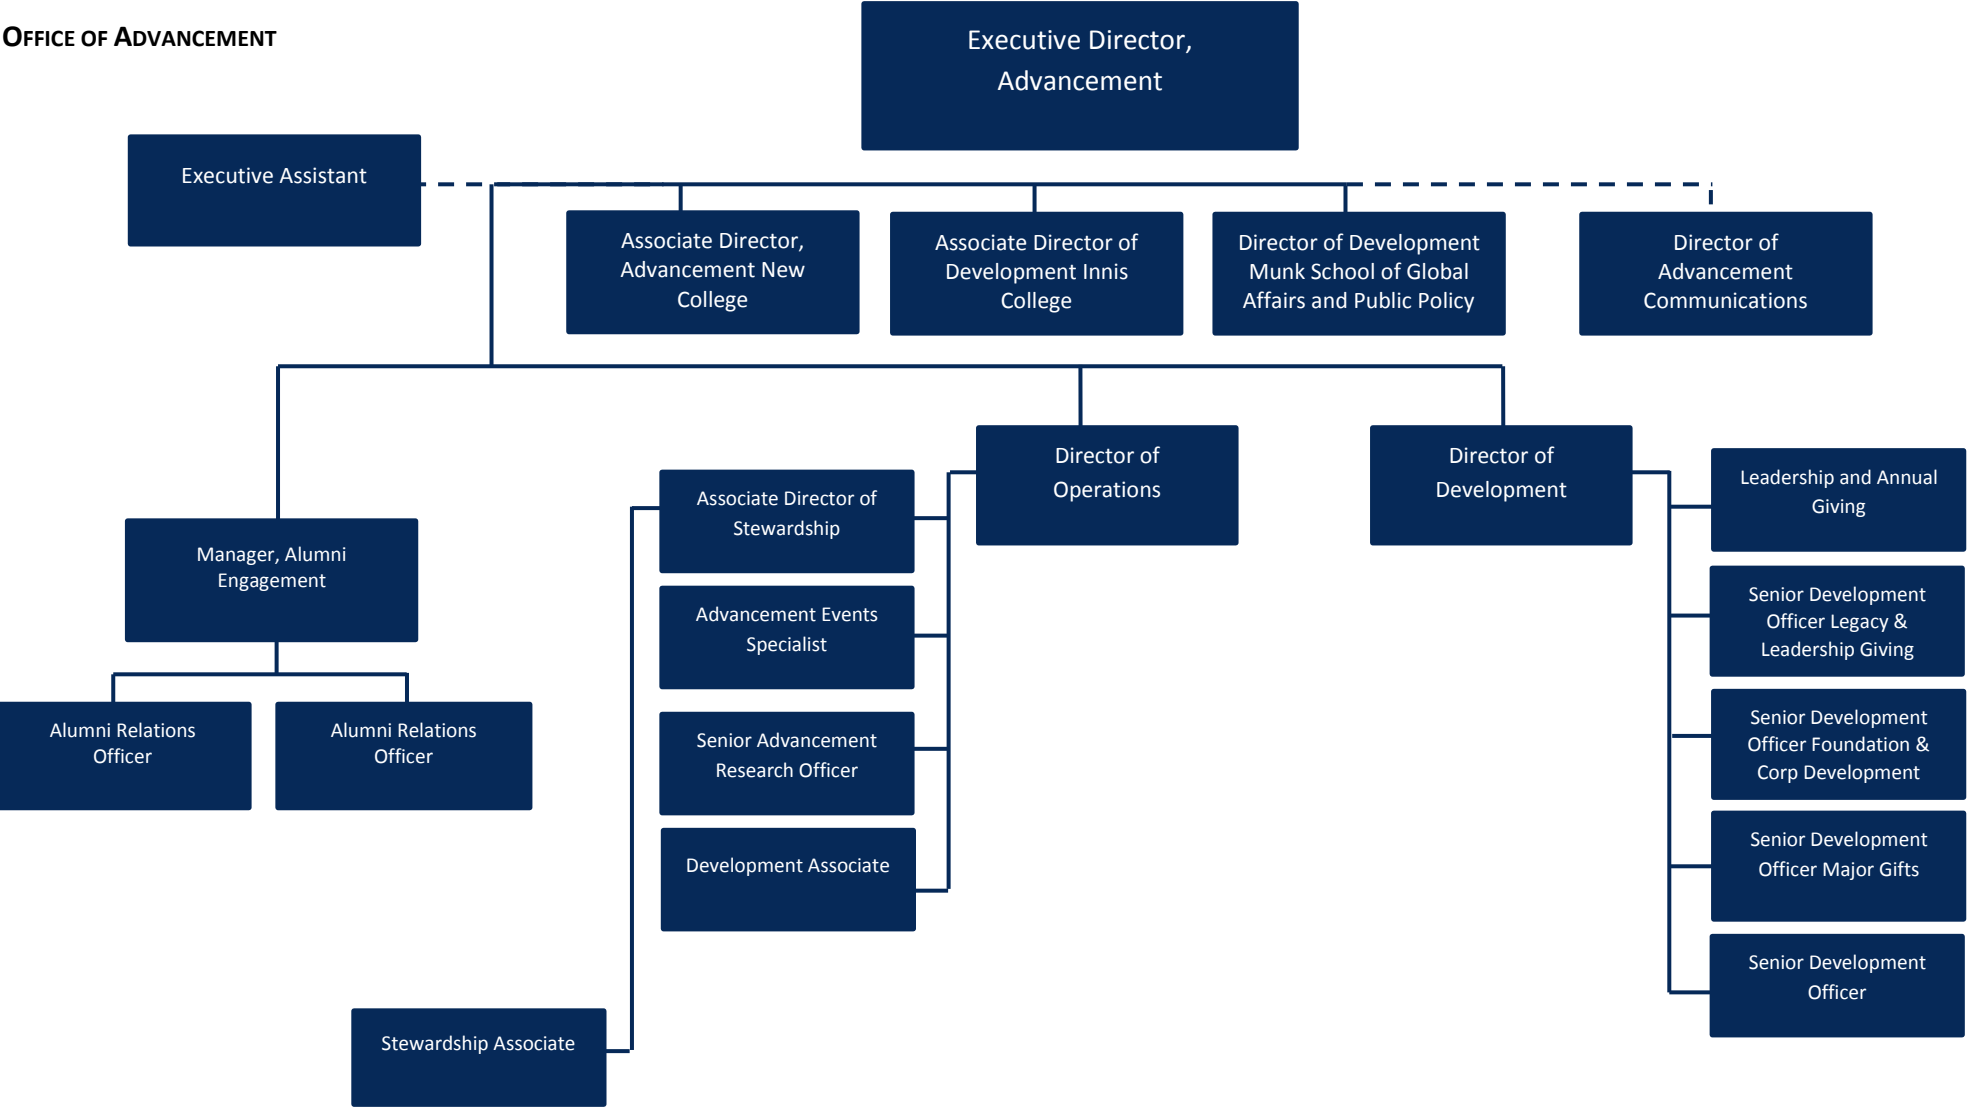 OFFICE OF ADVANCEMENT
Executive Director,
Advancement
Executive Assistant
Associate Director,
Advancement New
College
Associate Director of
Development Innis
College
Director of Development
Munk School of Global
Affairs and Public Policy
Director of
Advancement
Communications
Director of
Operations
Director of
Development
Manager, Alumni
Engagement
Alumni Relations
Officer
Alumni Relations
Officer
Associate Director of
Stewardship
Advancement Events
Specialist
Senior Advancement
Research Officer
Development Associate
Stewardship Associate
Leadership and Annual
Giving
Senior Development
Officer Legacy &
Leadership Giving
Senior Development
Officer Foundation &
Corp Development
Senior Development
Officer Major Gifts
Senior Development
Officer